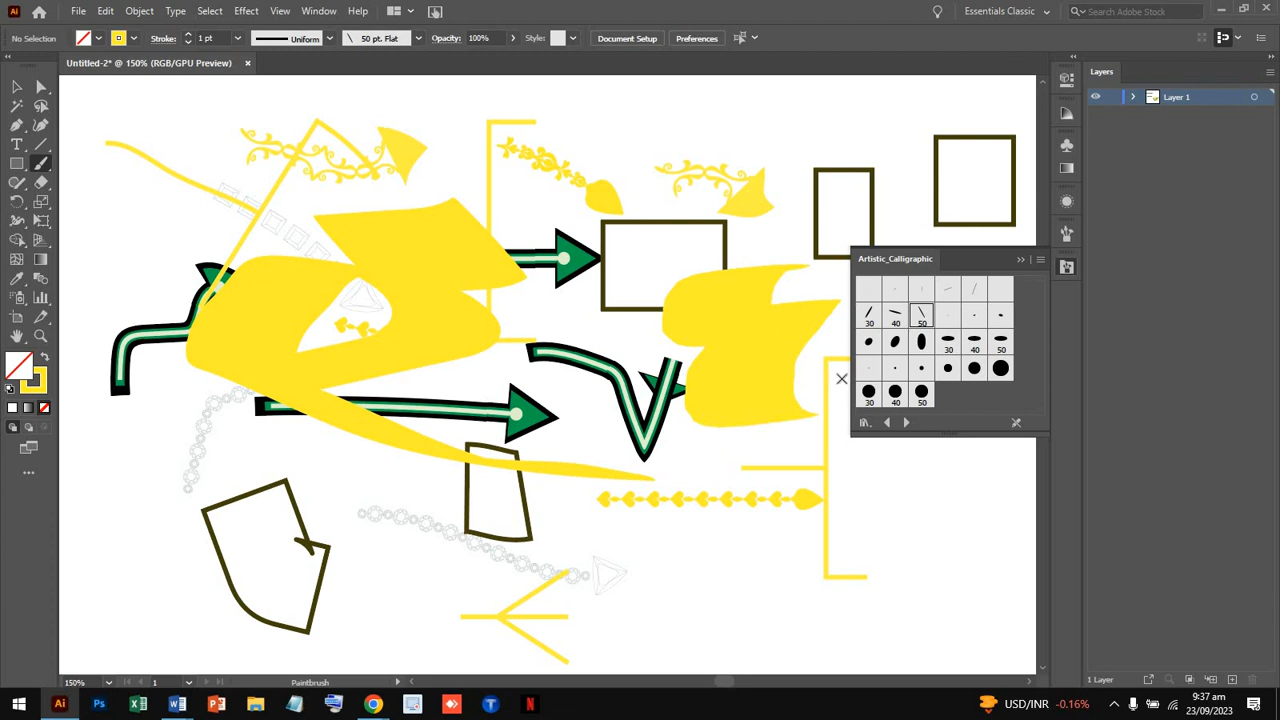 Ai File Edit Object Type Select Effect View Window Help Essentials Classic Search Adobe Stock
No Selection Stroke: 1 pt Uniform 50 pt. Flat Opacity: 100% Style: Document Setup Preferences
Untitled-2* @ 150% (RGB/GPU Preview) ×
Layers
Layer 1
Artistic_Calligraphic
30 40 50
30 40 50
30 40 50
150% 1 Paintbrush
1 Layer
Ai Ps X W P T N USD/INR -0.16% 9:37 am
23/09/2023